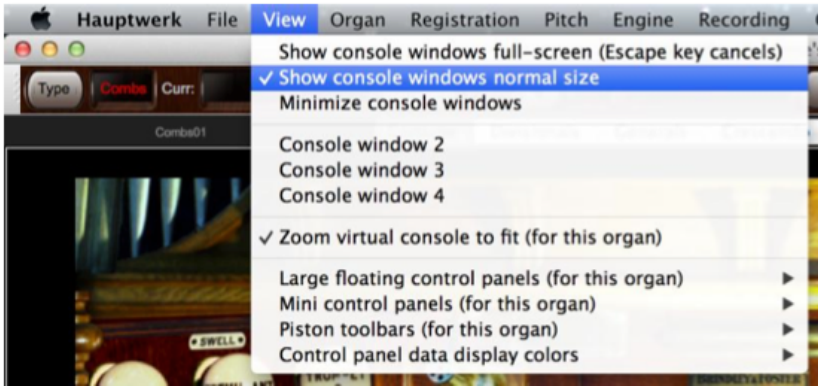 Hauptwerk File View Organ Registration Pitch Engine Recording
Show console windows full-screen (Escape key cancels)
Type Combs Curr:
✓ Show console windows normal size
Minimize console windows
Combs01
Console window 2
Console window 3
Console window 4
✓ Zoom virtual console to fit (for this organ)
Large floating control panels (for this organ) ▶
Mini control panels (for this organ) ▶
Piston toolbars (for this organ) ▶
Control panel data display colors ▶
SWELL